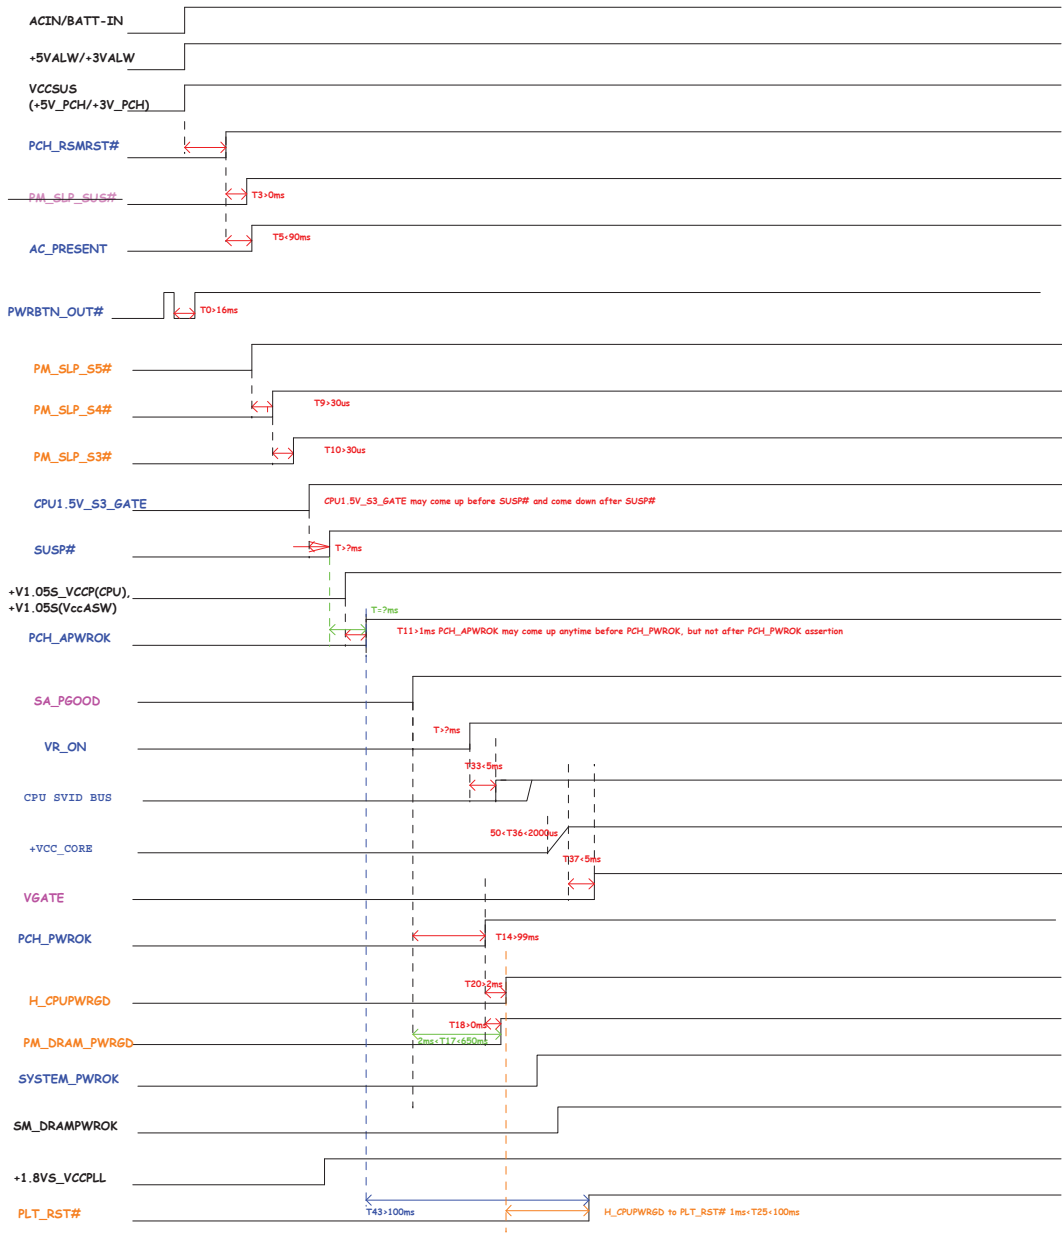 ACIN/BATT-IN
+5VALW/+3VALW
VCCSUS
(+5V_PCH/+3V_PCH)
PCH_RSMRST#
PM_SLP_SUS#
T3>0ms
AC_PRESENT
T5<90ms
PWRBTN_OUT#
T0>16ms
PM_SLP_S5#
PM_SLP_S4#
T9>30us
PM_SLP_S3#
T10>30us
CPU1.5V_S3_GATE
CPU1.5V_S3_GATE may come up before SUSP# and come down after SUSP#
SUSP#
T>?ms
+V1.05S_VCCP(CPU),
+V1.05S(VccASW)
T=?ms
PCH_APWROK
T11>1ms PCH_APWROK may come up anytime before PCH_PWROK, but not after PCH_PWROK assertion
SA_PGOOD
T>?ms
VR_ON
T33<5ms
CPU SVID BUS
50<T36<2000us
+VCC_CORE
T37<5ms
VGATE
PCH_PWROK
T14>99ms
T20>2ms
H_CPUPWRGD
T18>0ms
PM_DRAM_PWRGD
2ms<T17<650ms
SYSTEM_PWROK
SM_DRAMPWROK
+1.8VS_VCCPLL
PLT_RST#
T43>100ms
H_CPUPWRGD to PLT_RST# 1ms<T25<100ms